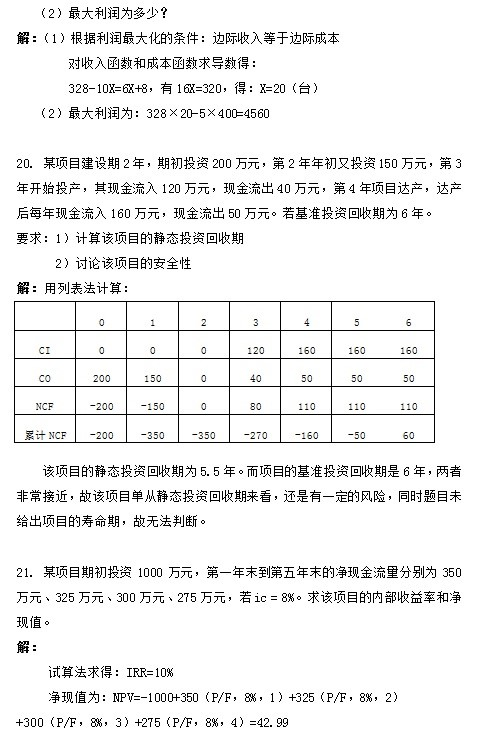 （2）最大利润为多少？
解：（1）根据利润最大化的条件：边际收入等于边际成本
对收入函数和成本函数求导数得：
328-10X=6X+8，有 16X=320，得：X=20（台）
（2）最大利润为：328×20-5×400=4560
20. 某项目建设期 2 年，期初投资 200 万元，第 2 年年初又投资 150 万元，第 3
年开始投产，其现金流入 120 万元，现金流出 40 万元，第 4 年项目达产，达产
后每年现金流入 160 万元，现金流出 50 万元。若基准投资回收期为 6 年。
要求：1）计算该项目的静态投资回收期
2）讨论该项目的安全性
解：用列表法计算：
0 1 2 3 4 5 6
CI 0 0 0 120 160 160 160
CO 200 150 0 40 50 50 50
NCF -200 -150 0 80 110 110 110
累计 NCF -200 -350 -350 -270 -160 -50 60
该项目的静态投资回收期为 5.5 年。而项目的基准投资回收期是 6 年，两者
非常接近，故该项目单从静态投资回收期来看，还是有一定的风险，同时题目未
给出项目的寿命期，故无法判断。
21. 某项目期初投资 1000 万元，第一年末到第五年末的净现金流量分别为 350
万元、325 万元、300 万元、275 万元，若 ic = 8%。求该项目的内部收益率和净
现值。
解：
试算法求得：IRR=10%
净现值为：NPV=-1000+350（P/F，8%，1）+325（P/F，8%，2）
+300（P/F，8%，3）+275（P/F，8%，4）=42.99